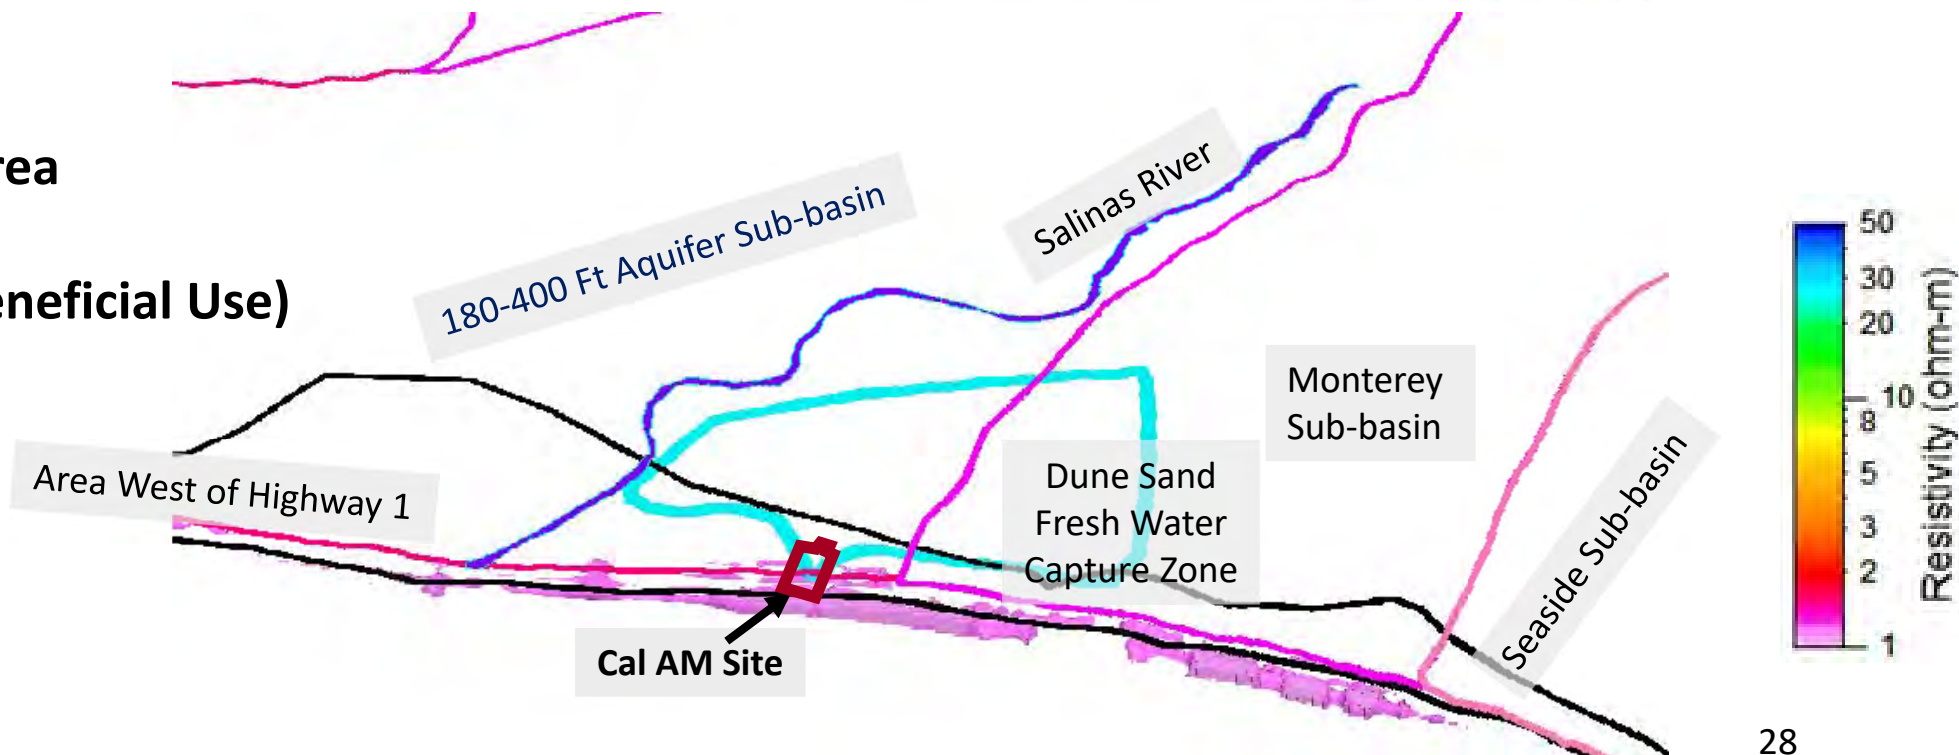 rea
eneficial Use)
180-400 Ft Aquifer Sub-basin
Salinas River
Area West of Highway 1
Monterey
Sub-basin
Dune Sand
Fresh Water
Capture Zone
Seaside Sub-basin
Cal AM Site
50
30
20
10
8
5
3
2
1
Resistivity (ohm-m)
28